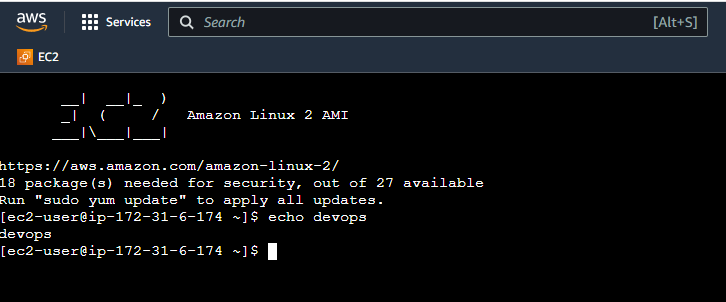 aws
Services
Search
[Alt+S]
EC2
       __|  __|_  )
       _|  (     /   Amazon Linux 2 AMI
      ___|\___|___|
https://aws.amazon.com/amazon-linux-2/
18 package(s) needed for security, out of 27 available
Run "sudo yum update" to apply all updates.
[ec2-user@ip-172-31-6-174 ~]$ echo devops
devops
[ec2-user@ip-172-31-6-174 ~]$